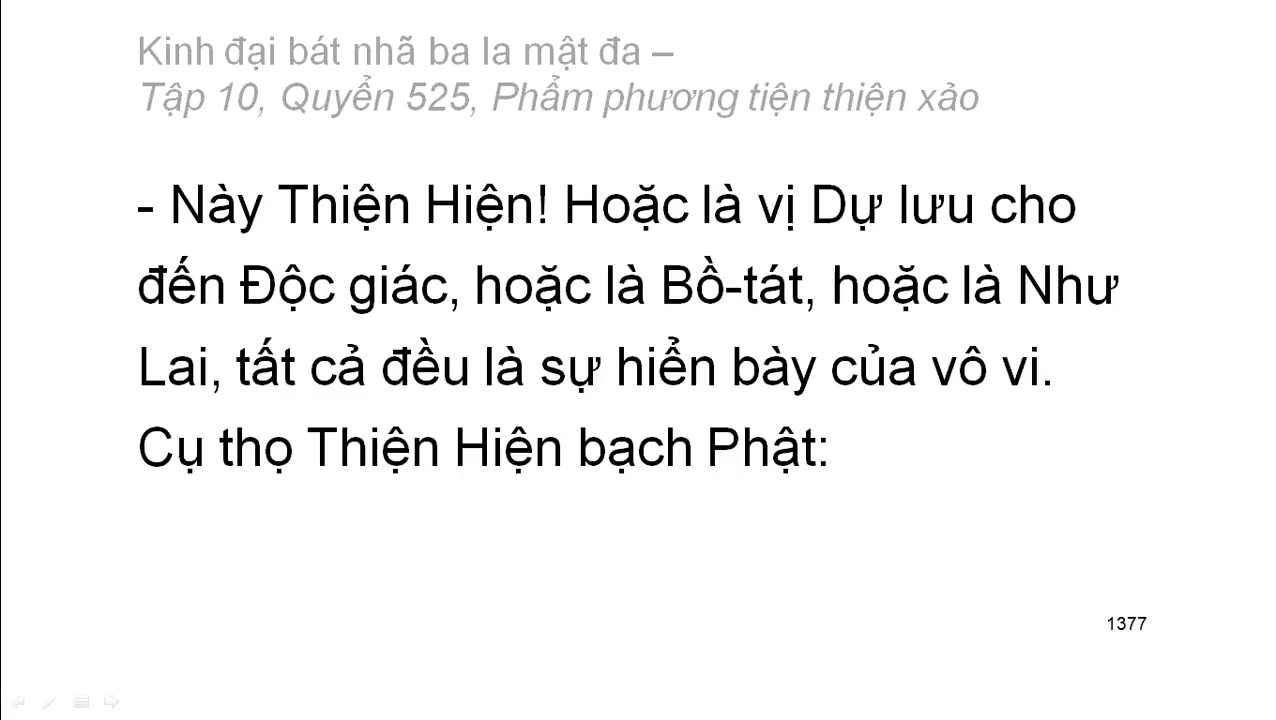 Kinh đại bát nhã ba la mật đa –
Tập 10, Quyển 525, Phẩm phương tiện thiện xảo
- Này Thiện Hiện! Hoặc là vị Dự lưu cho
đến Độc giác, hoặc là Bồ-tát, hoặc là Như
Lai, tất cả đều là sự hiển bày của vô vi.
Cụ thọ Thiện Hiện bạch Phật:
1377